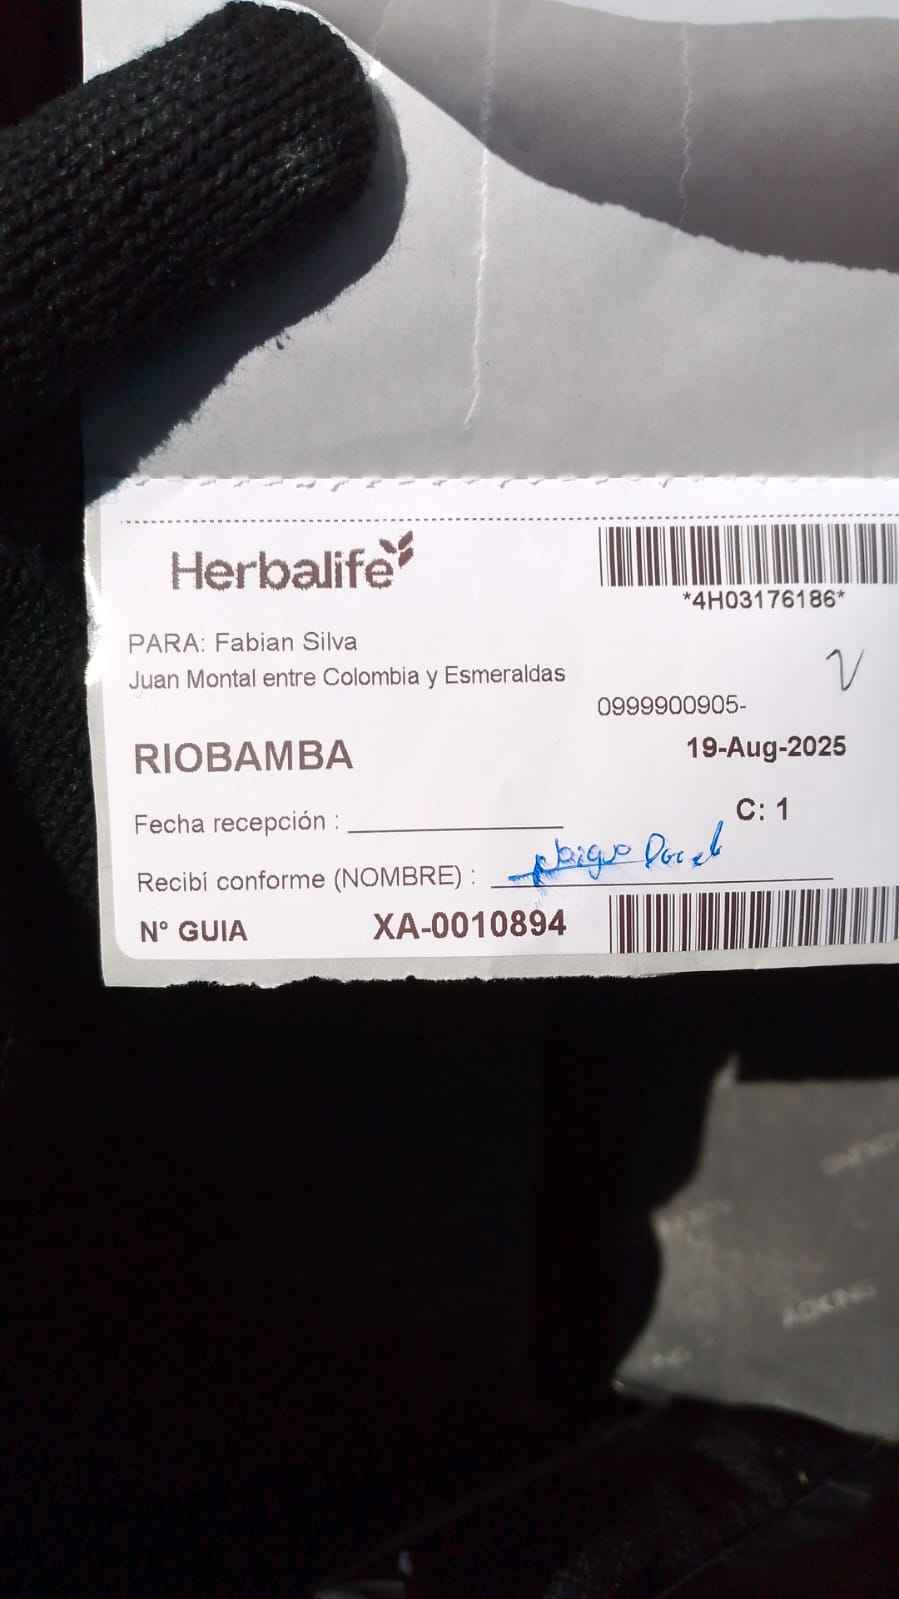 Herbalife
*4H03176186*
PARA: Fabian Silva
Juan Montal entre Colombia y Esmeraldas
0999900905-
RIOBAMBA
19-Aug-2025
C: 1
Fecha recepción :
Recibí conforme (NOMBRE) :
N° GUIA XA-0010894